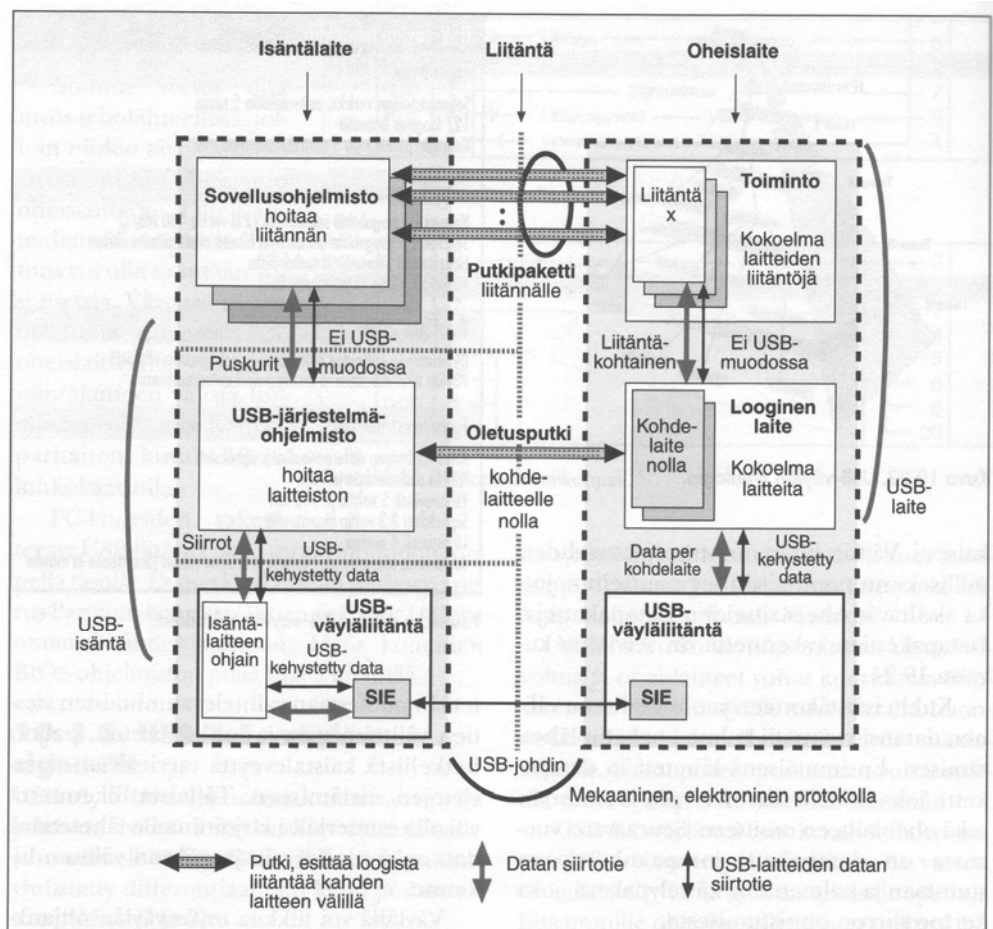 Isäntälaite
Liitäntä
Oheislaite
Sovellusohjelmisto
hoitaa
liitännän
Liitäntä
x
Toiminto
Kokoelma
laitteiden
liitäntöjä
Putkipaketti
liitännälle
Ei USB-
muodossa
Puskurit
Liitäntä-
kohtainen
Ei USB-
muodossa
USB-järjestelmä-
ohjelmisto
hoitaa
laitteiston
Oletusputki
kohde-
laitteelle
nolla
Kohde-
laite
nolla
Looginen
laite
Kokoelma
laitteita
USB-
laite
Siirrot
USB-
kehystetty data
Data per
kohdelaite
USB-
kehystetty
data
USB-
isäntä
Isäntä-
laitteen
ohjain
USB-
väyläliitäntä
USB-
kehystetty data
SIE
USB-
väyläliitäntä
SIE
USB-johdin
Mekaaninen, elektroninen protokolla
Putki, esittää loogista
liitäntää kahden
laitteen välillä
Datan siirtotie
USB-laitteiden datan
siirtotie